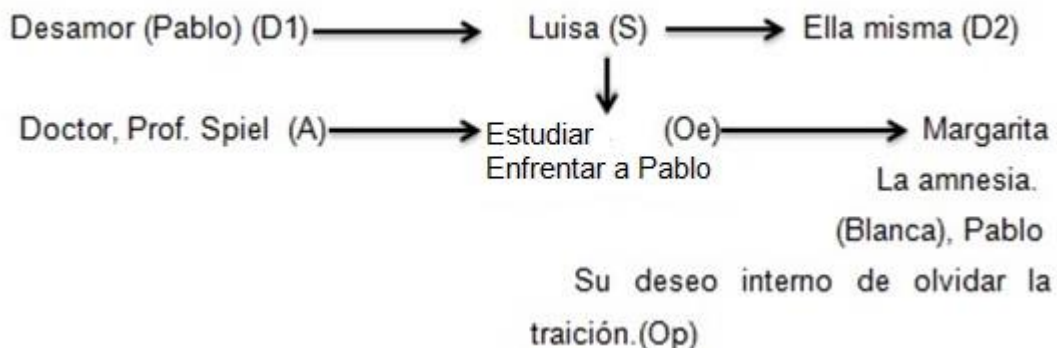 Desamor (Pablo) (D1) Luisa (S) Ella misma (D2)
Doctor, Prof. Spiel (A) Estudiar (Oe) Margarita
Enfrentar a Pablo
La amnesia.
(Blanca), Pablo
Su deseo interno de olvidar la
traición.(Op)